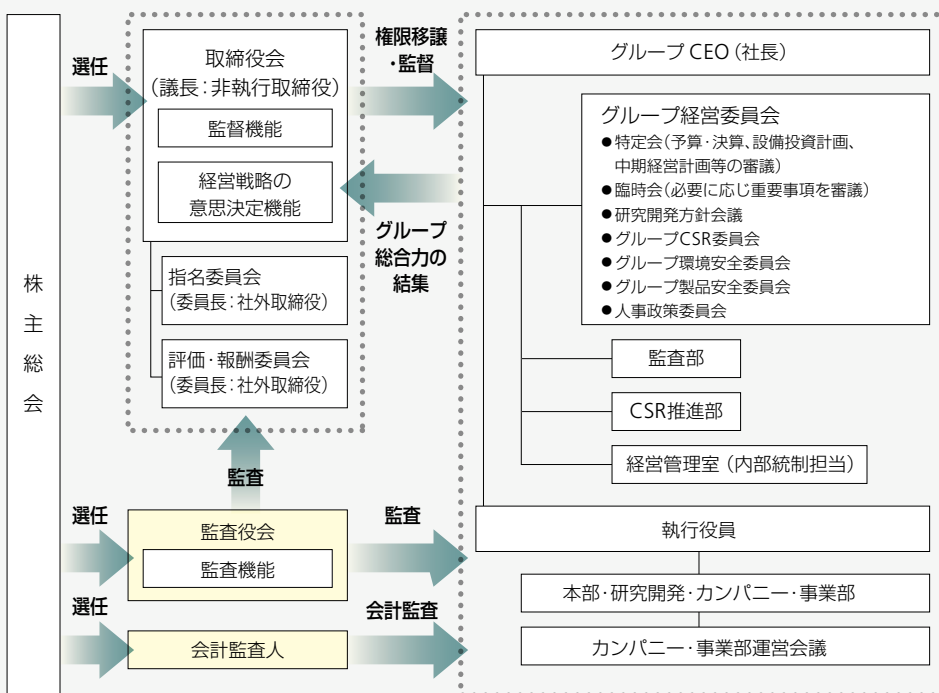 株主総会
選任
取締役会
（議長：非執行取締役）
監督機能
経営戦略の
意思決定機能
指名委員会
（委員長：社外取締役）
評価・報酬委員会
（委員長：社外取締役）
権限移譲
・監督
グループ
総合力の
結集
監査
選任
監査役会
監査機能
監査
選任
会計監査人
会計監査
グループ CEO（社長）
グループ経営委員会
●特定会（予算・決算、設備投資計画、
中期経営計画等の審議）
●臨時会（必要に応じ重要事項を審議）
●研究開発方針会議
●グループCSR委員会
●グループ環境安全委員会
●グループ製品安全委員会
●人事政策委員会
監査部
CSR推進部
経営管理室（内部統制担当）
執行役員
本部・研究開発・カンパニー・事業部
カンパニー・事業部運営会議